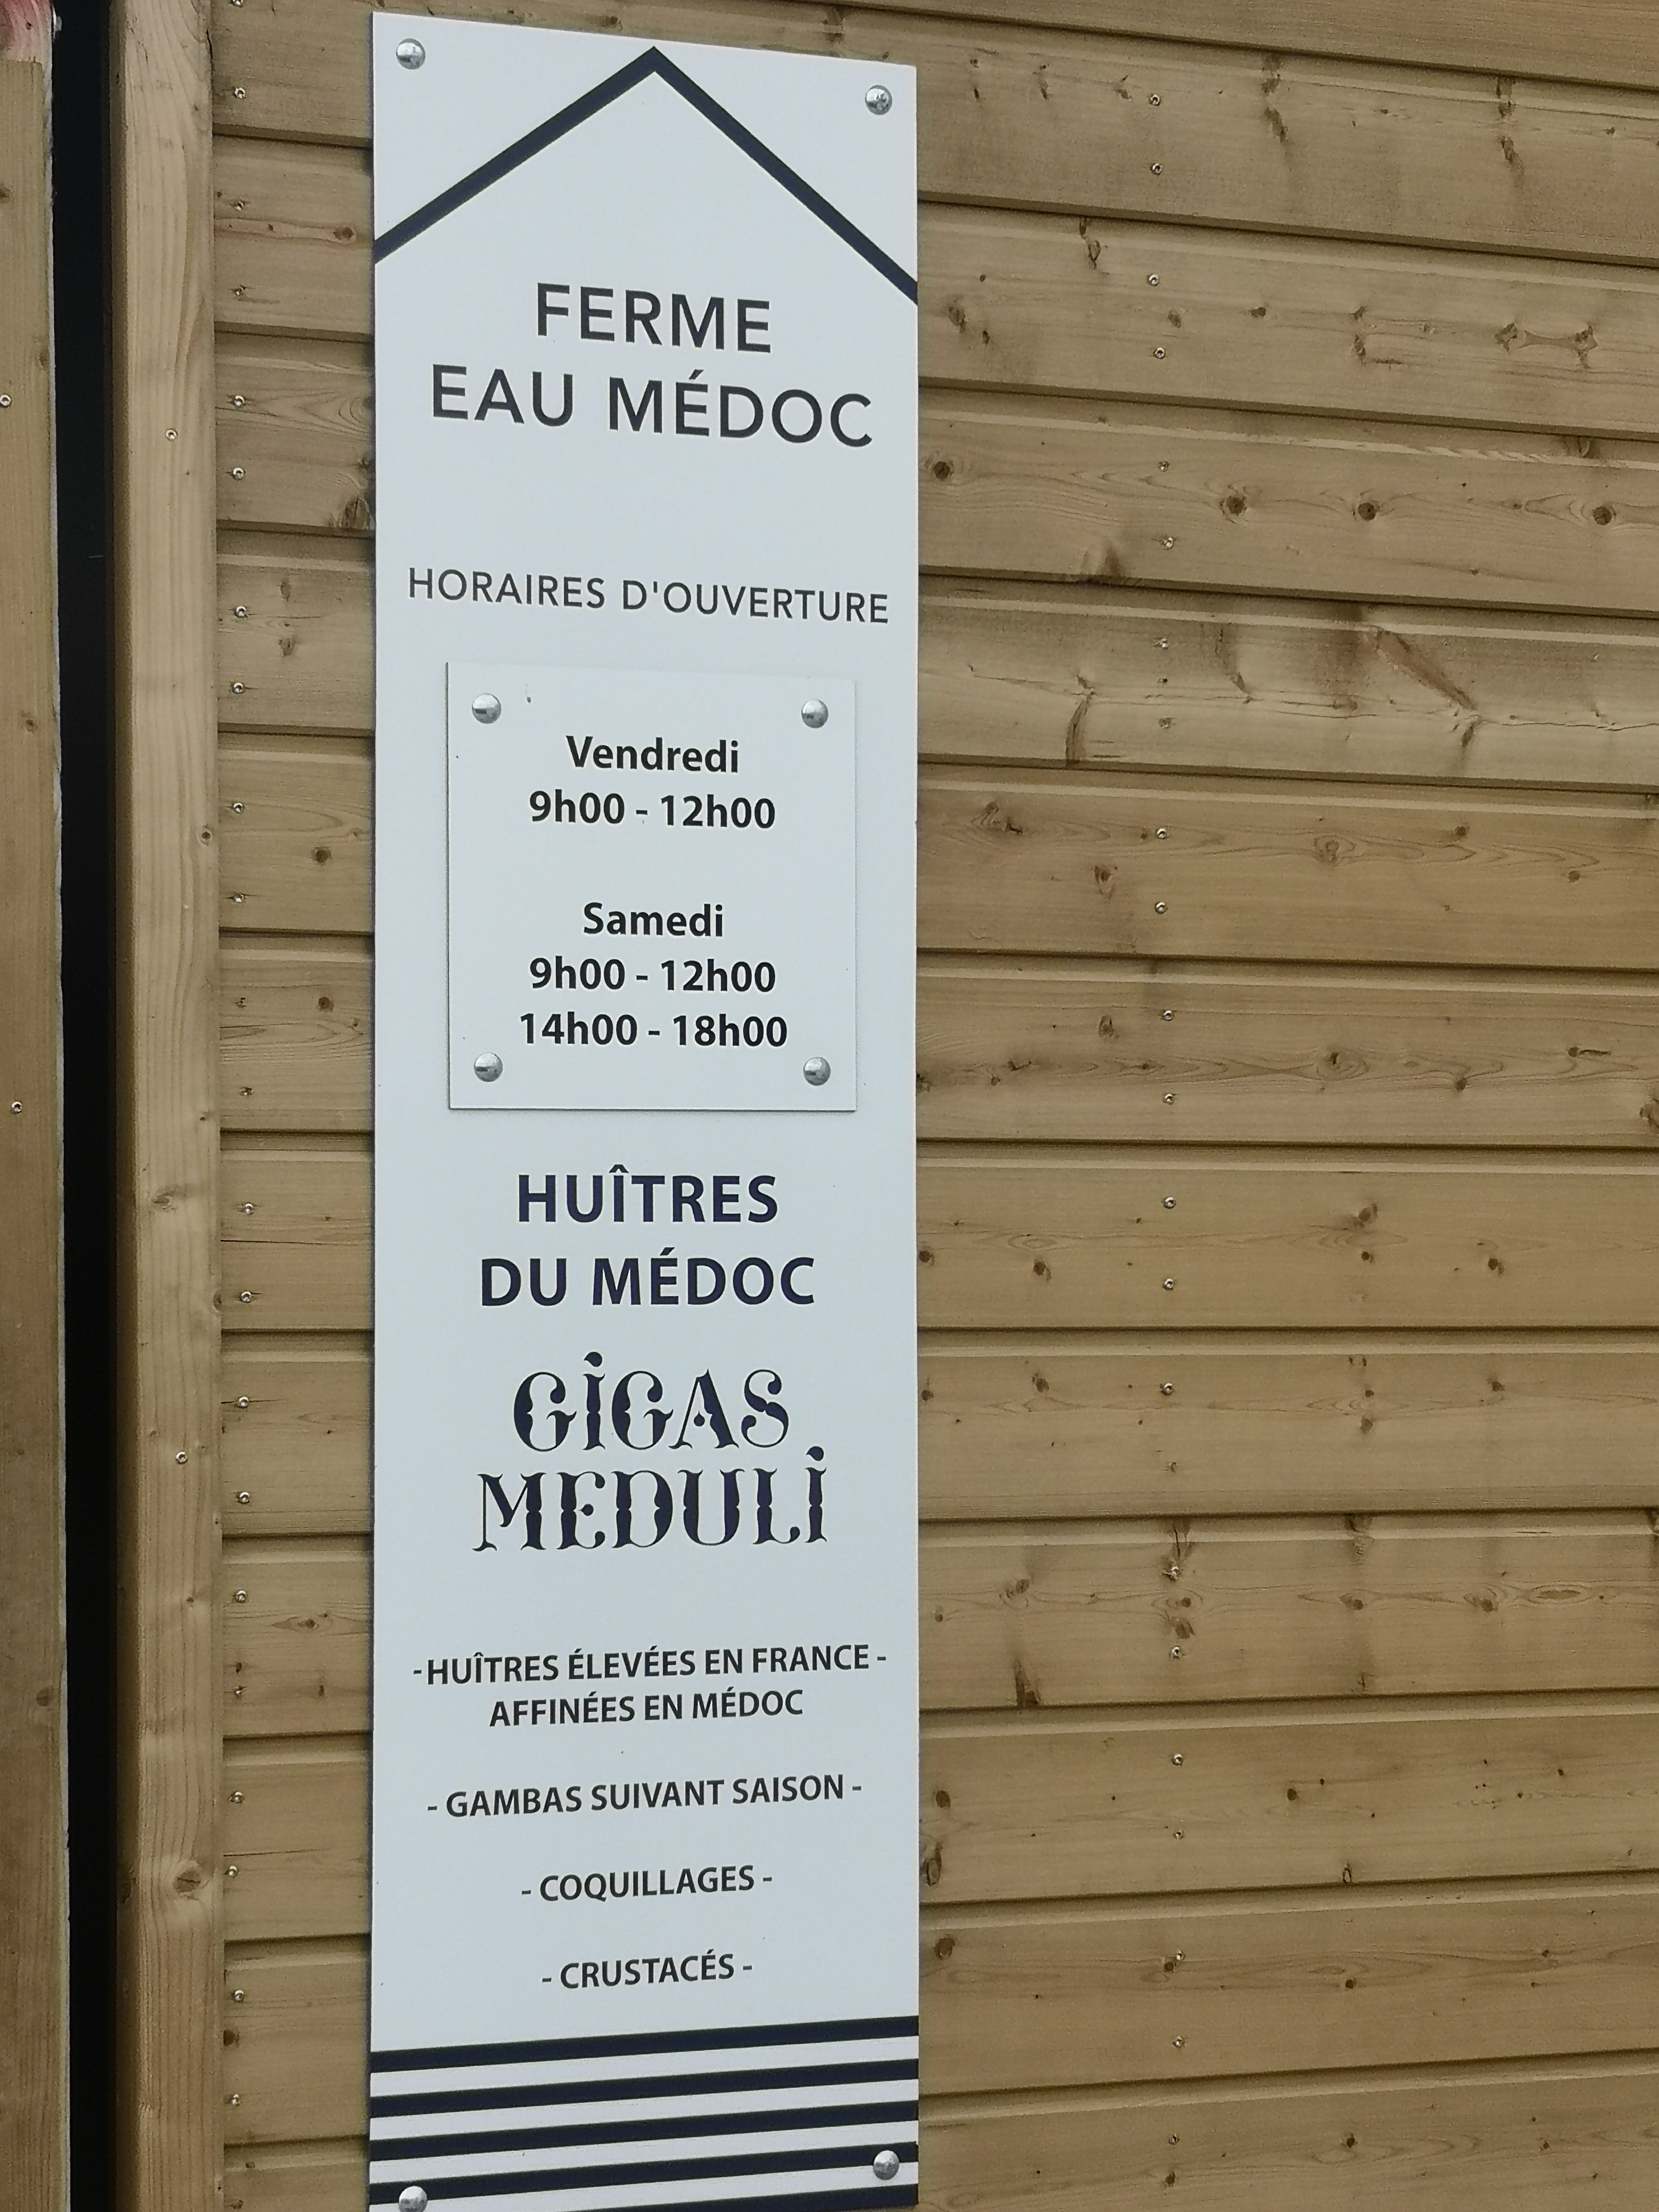 FERME
EAU MÉDOC
HORAIRES D'OUVERTURE
Vendredi
9h00 - 12h00
Samedi
9h00 - 12h00
14h00 - 18h00
HUÎTRES
DU MÉDOC
GIGAS
MEDULI
- HUÎTRES ÉLEVÉES EN FRANCE -
AFFINÉES EN MÉDOC
- GAMBAS SUIVANT SAISON -
- COQUILLAGES -
- CRUSTACÉS -